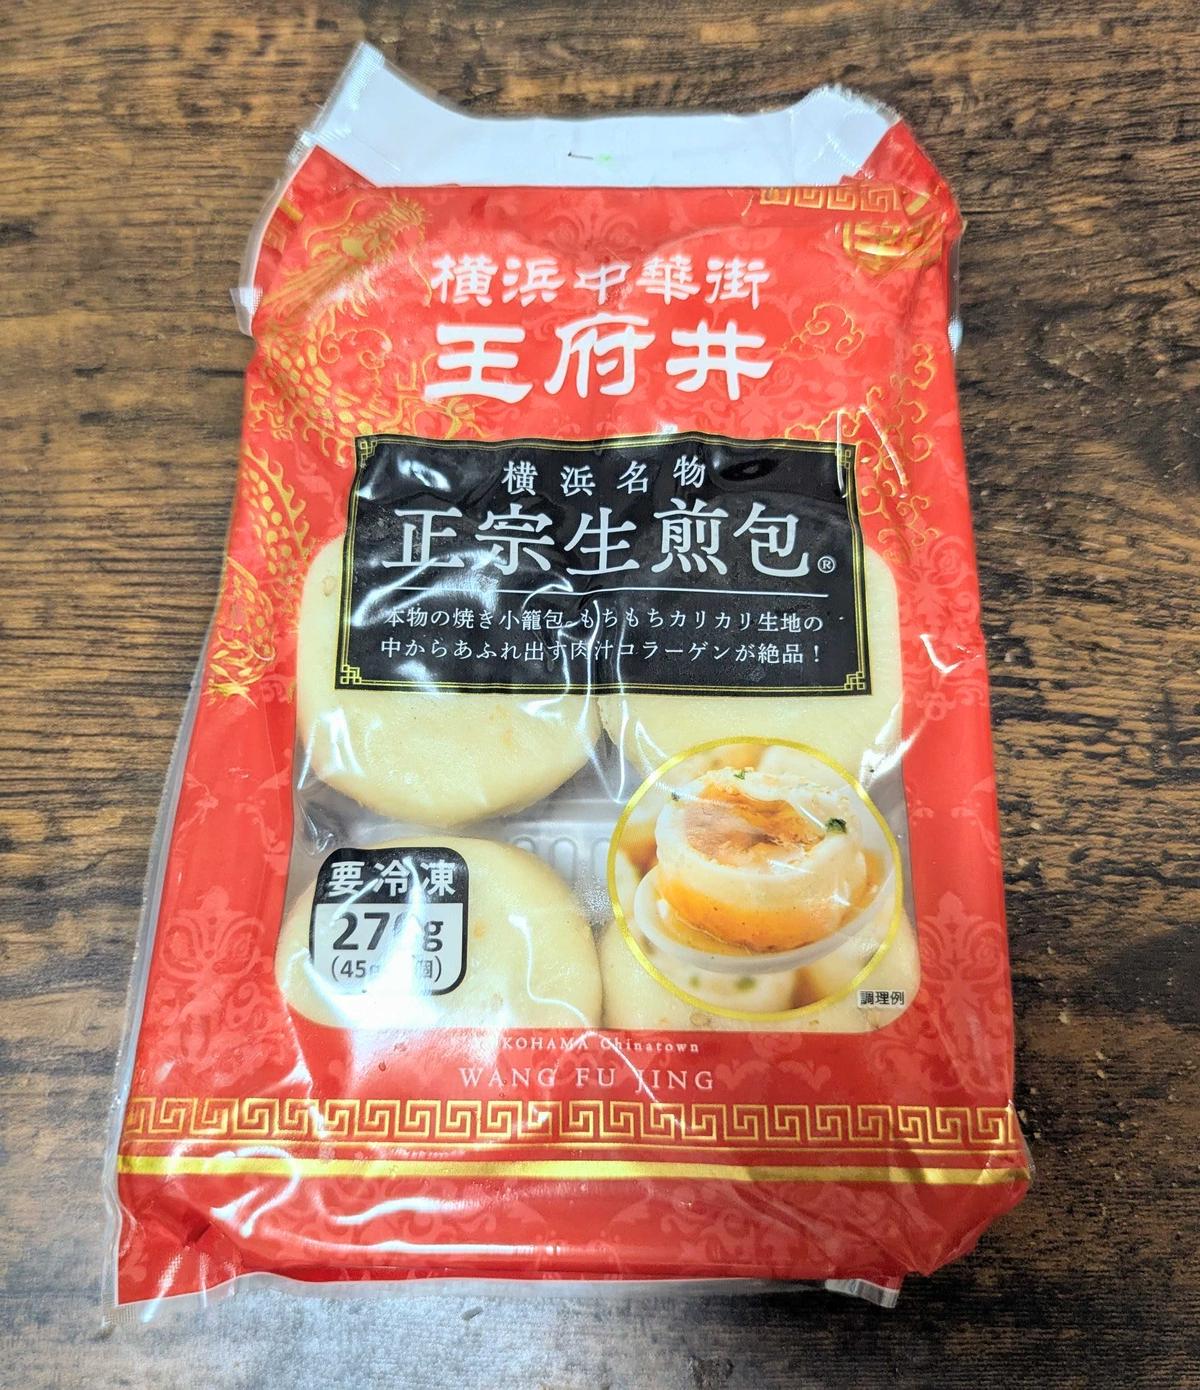 横浜中華街
王府井
横浜名物
正宗生煎包®
本物の焼き小籠包。もちもちカリカリ生地の
中からあふれ出す肉汁コラーゲンが絶品！
要冷凍
調理例
Chinatown
WANG FU JING